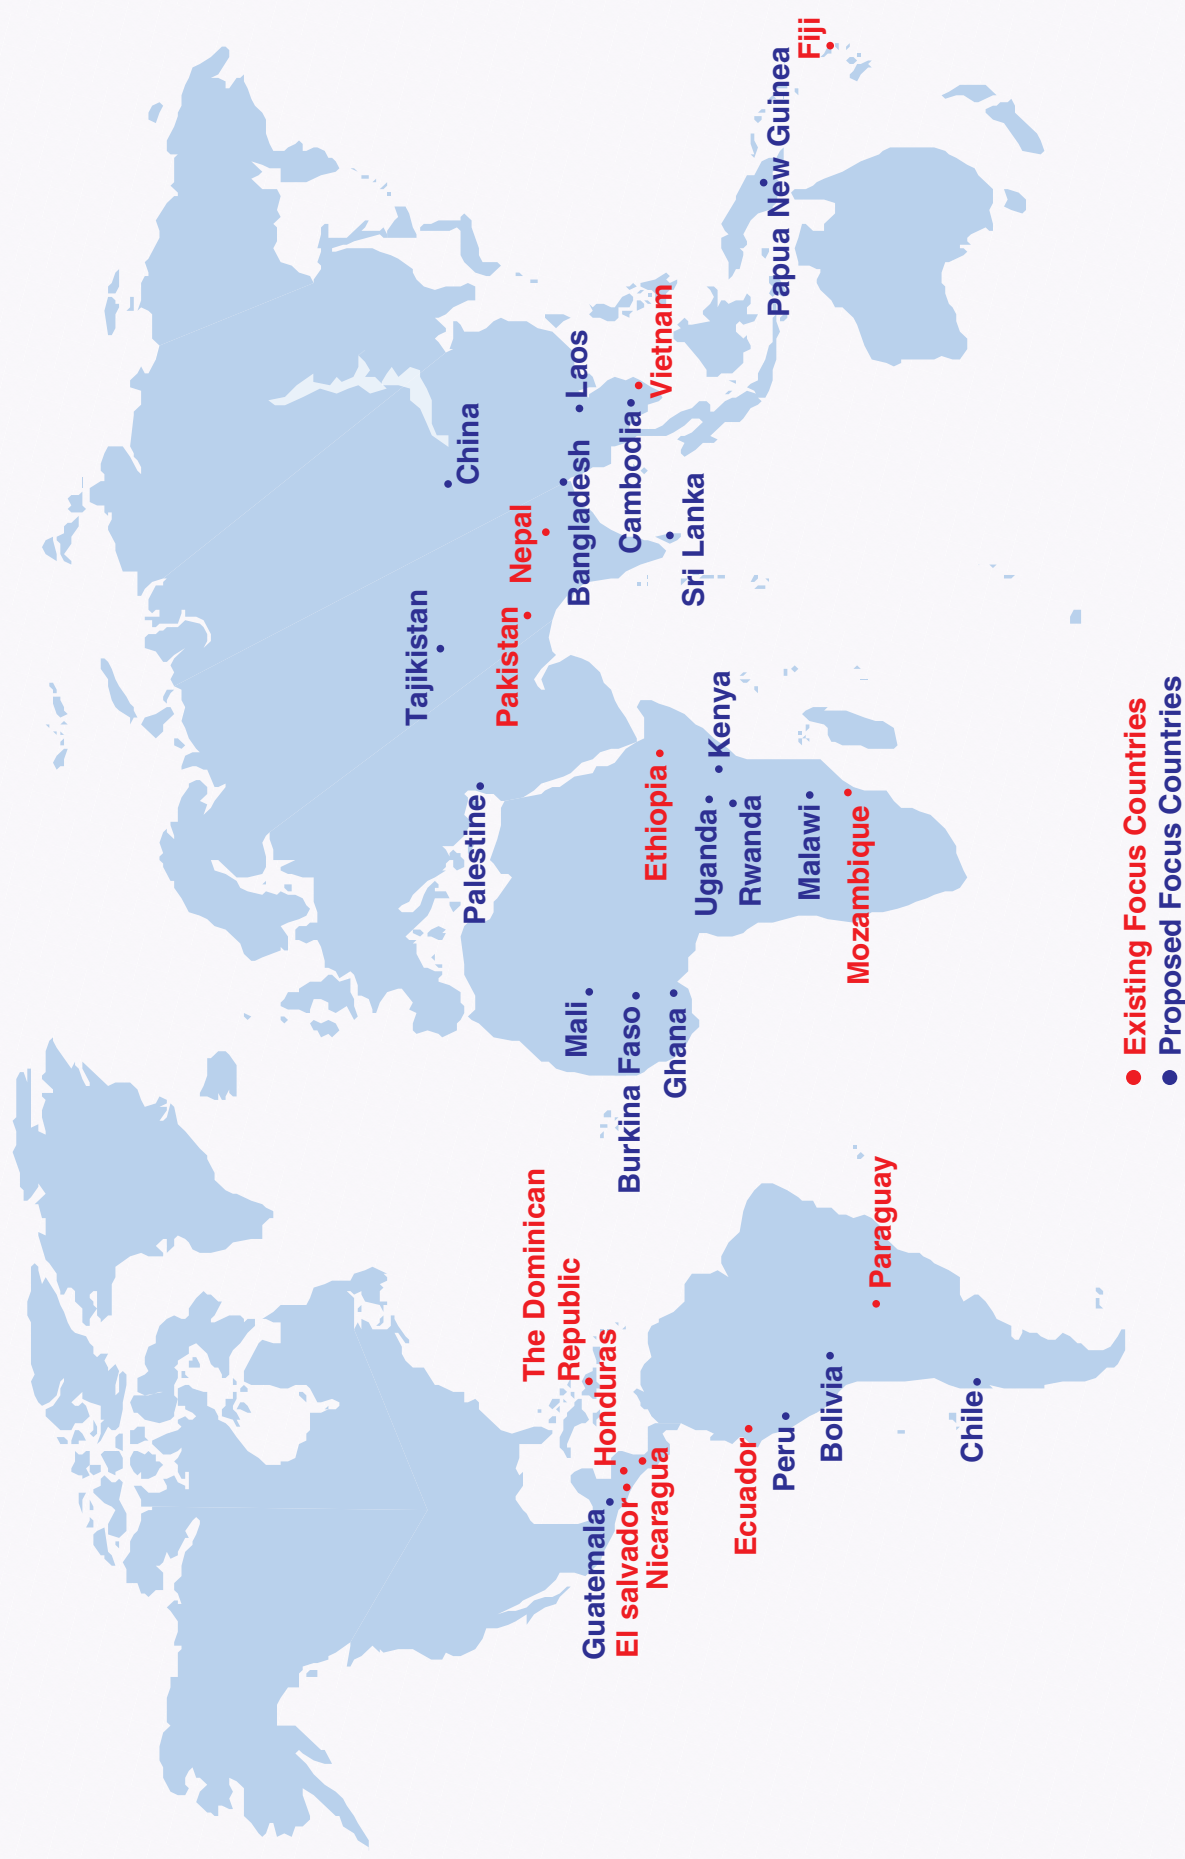 Tajikistan
China
Palestine
Pakistan
Nepal
The Dominican
Republic
Mali
Bangladesh
Laos
Guatemala
Honduras
El salvador
Burkina Faso
Cambodia
Nicaragua
Ghana
Ethiopia
Vietnam
Sri Lanka
Uganda
Kenya
Ecuador
Rwanda
Peru
Papua New Guinea
Malawi
Fiji
Bolivia
Mozambique
Paraguay
Chile
Existing Focus Countries
Proposed Focus Countries